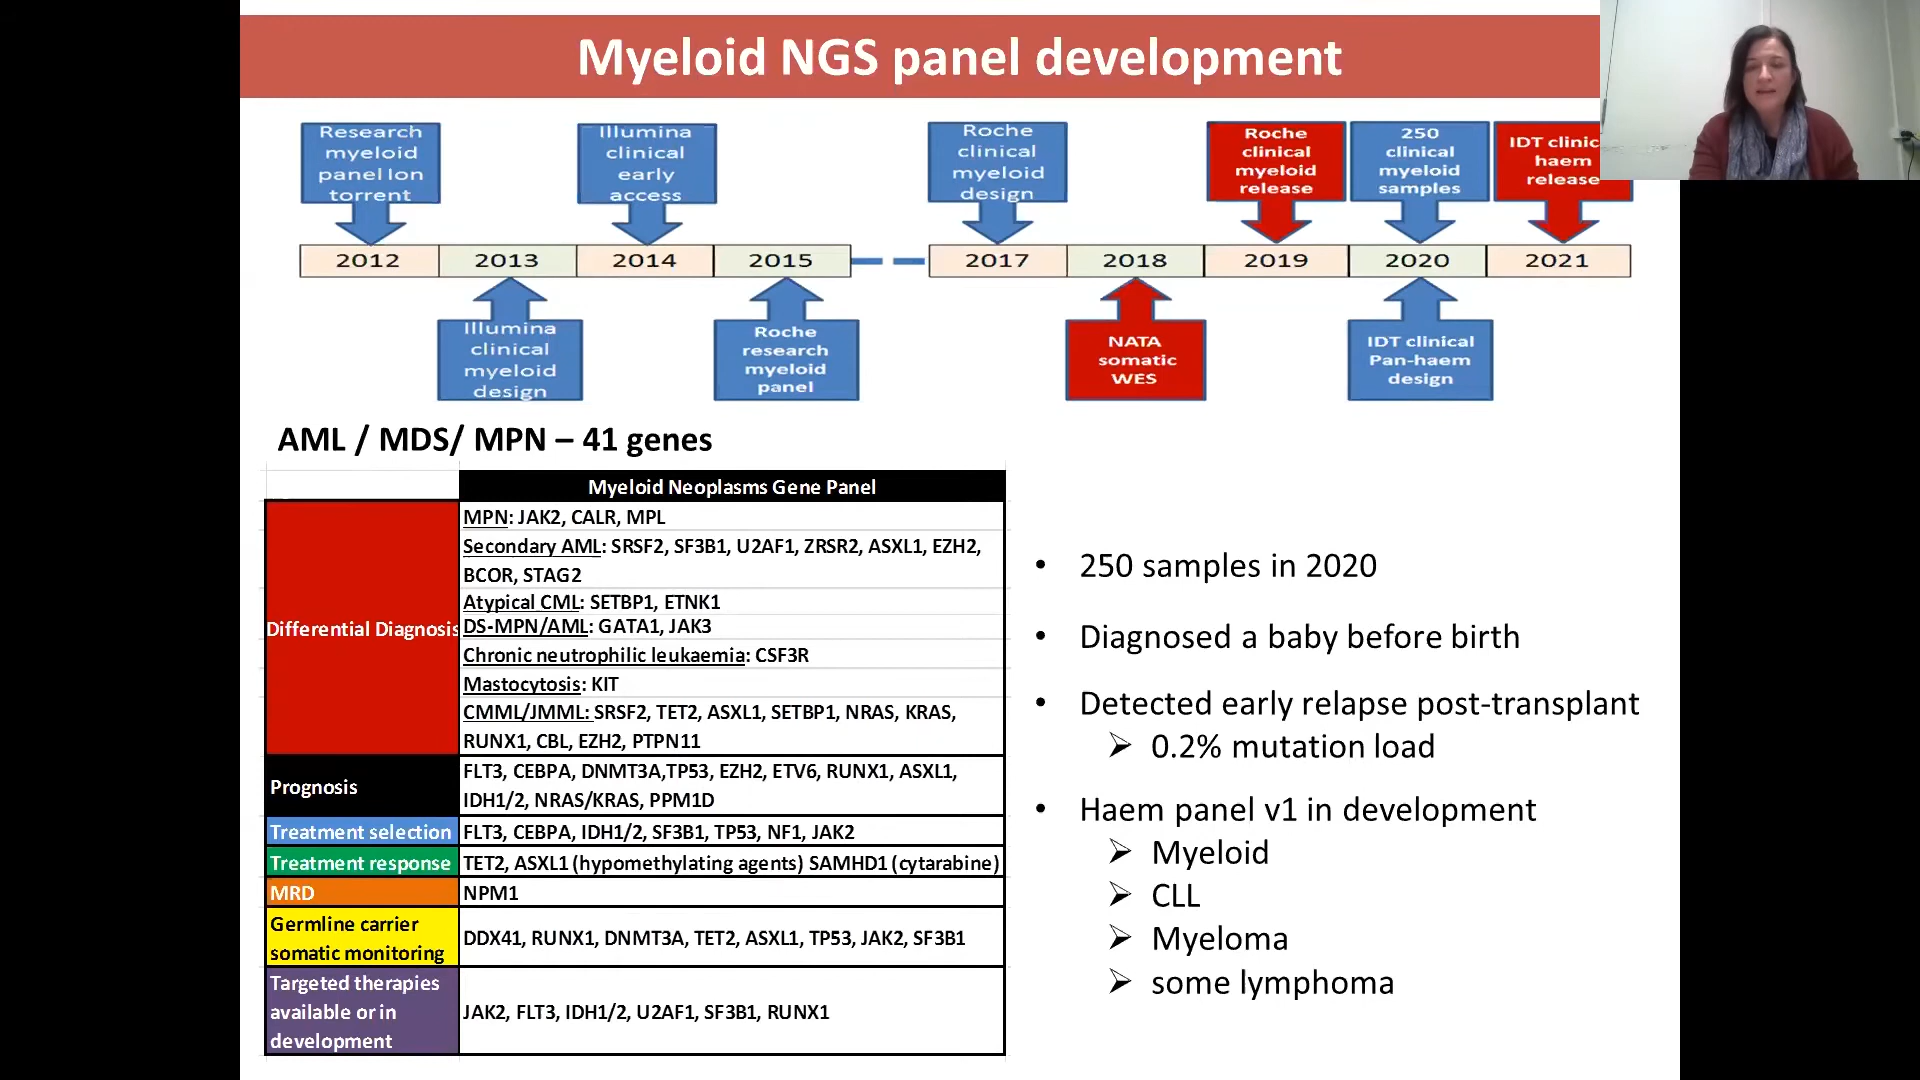 Myeloid NGS panel development
Research
myeloid
panel Ion
torrent
Illumina
clinical
early
access
Roche
clinical
myeloid
design
Roche
clinical
myeloid
release
250
clinical
myeloid
samples
IDT clinic
haem
release
2012
2013
2014
2015
2017
2018
2019
2020
2021
Illumina
clinical
myeloid
design
Roche
research
myeloid
panel
NATA
somatic
WES
IDT clinical
Pan-haem
design
AML / MDS/ MPN – 41 genes
Myeloid Neoplasms Gene Panel
Differential Diagnosis
MPN: JAK2, CALR, MPL
Secondary AML: SRSF2, SF3B1, U2AF1, ZRSR2, ASXL1, EZH2,
BCOR, STAG2
Atypical CML: SETBP1, ETNK1
DS-MPN/AML: GATA1, JAK3
Chronic neutrophilic leukaemia: CSF3R
Mastocytosis: KIT
CMML/JMML: SRSF2, TET2, ASXL1, SETBP1, NRAS, KRAS,
RUNX1, CBL, EZH2, PTPN11
Prognosis
FLT3, CEBPA, DNMT3A,TP53, EZH2, ETV6, RUNX1, ASXL1,
IDH1/2, NRAS/KRAS, PPM1D
Treatment selection
FLT3, CEBPA, IDH1/2, SF3B1, TP53, NF1, JAK2
Treatment response
TET2, ASXL1 (hypomethylating agents) SAMHD1 (cytarabine)
MRD
NPM1
Germline carrier
somatic monitoring
DDX41, RUNX1, DNMT3A, TET2, ASXL1, TP53, JAK2, SF3B1
Targeted therapies
available or in
development
JAK2, FLT3, IDH1/2, U2AF1, SF3B1, RUNX1
• 250 samples in 2020
• Diagnosed a baby before birth
• Detected early relapse post-transplant
➢ 0.2% mutation load
• Haem panel v1 in development
➢ Myeloid
➢ CLL
➢ Myeloma
➢ some lymphoma